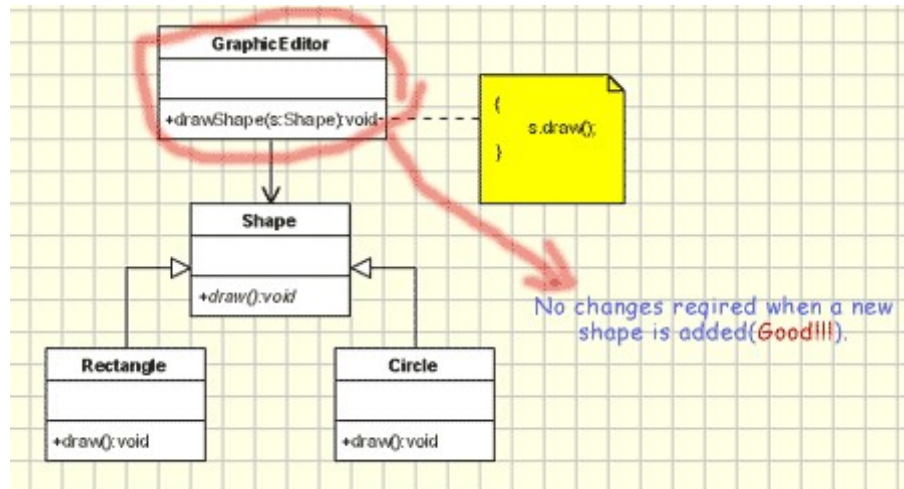 GraphicEditor
+drawShape(s:Shape):void
{
s.draw();
}
Shape
+draw():void
No changes reqired when a new
shape is added(Good!!!).
Rectangle
+draw():void
Circle
+draw():void